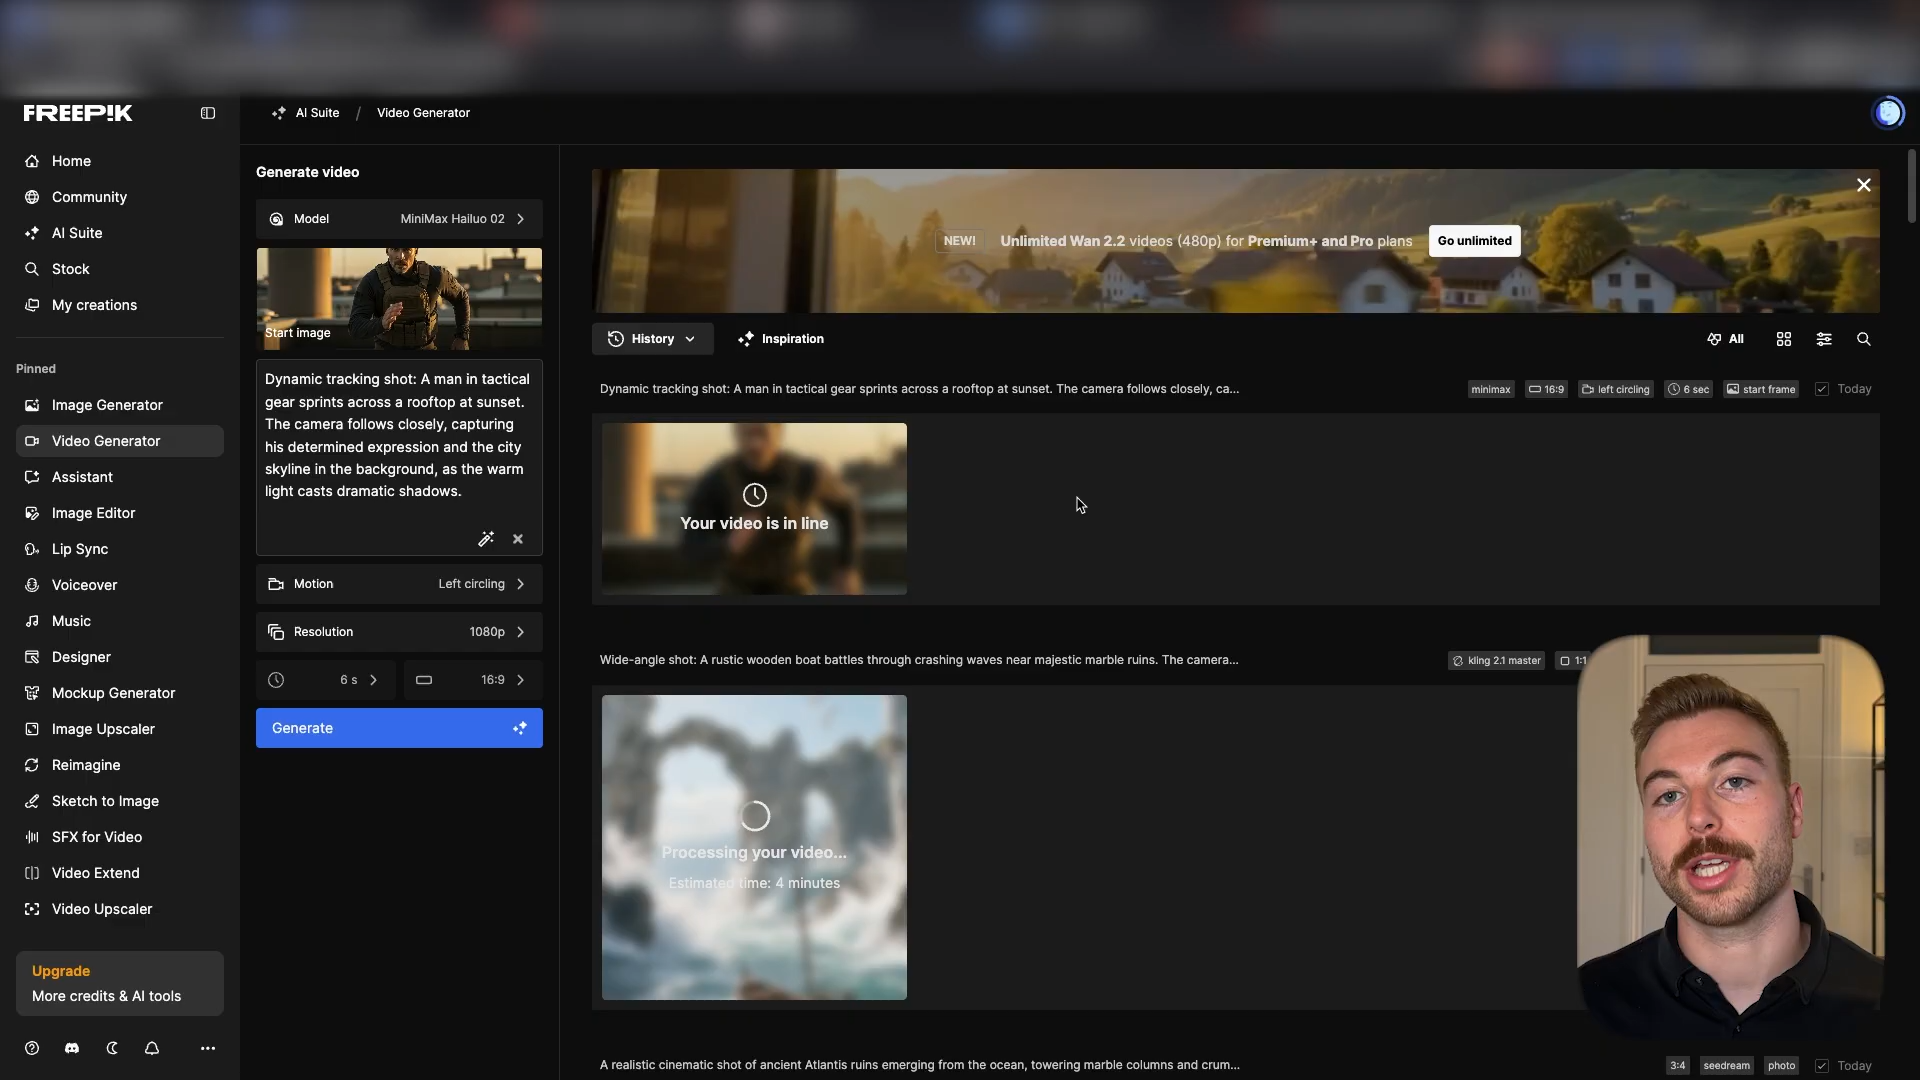 FREEP!K
AI Suite / Video Generator
Home
Community
AI Suite
Stock
My creations
Pinned
Image Generator
Video Generator
Assistant
Image Editor
Lip Sync
Voiceover
Music
Designer
Mockup Generator
Image Upscaler
Reimagine
Sketch to Image
SFX for Video
Video Extend
Video Upscaler
Upgrade
More credits & AI tools
Generate video
Model MiniMax Hailuo 02
Start image
Dynamic tracking shot: A man in tactical
gear sprints across a rooftop at sunset.
The camera follows closely, capturing
his determined expression and the city
skyline in the background, as the warm
light casts dramatic shadows.
Motion Left circling
Resolution 1080p
6 s 16:9
Generate
NEW! Unlimited Wan 2.2 videos (480p) for Premium+ and Pro plans Go unlimited
History Inspiration All
Dynamic tracking shot: A man in tactical gear sprints across a rooftop at sunset. The camera follows closely, ca... minimax 16:9 left circling 6 sec start frame Today
Your video is in line
Wide-angle shot: A rustic wooden boat battles through crashing waves near majestic marble ruins. The camera... kling 2.1 master 1:1
Processing your video...
Estimated time: 4 minutes
A realistic cinematic shot of ancient Atlantis ruins emerging from the ocean, towering marble columns and crum... 3:4 seedream photo Today